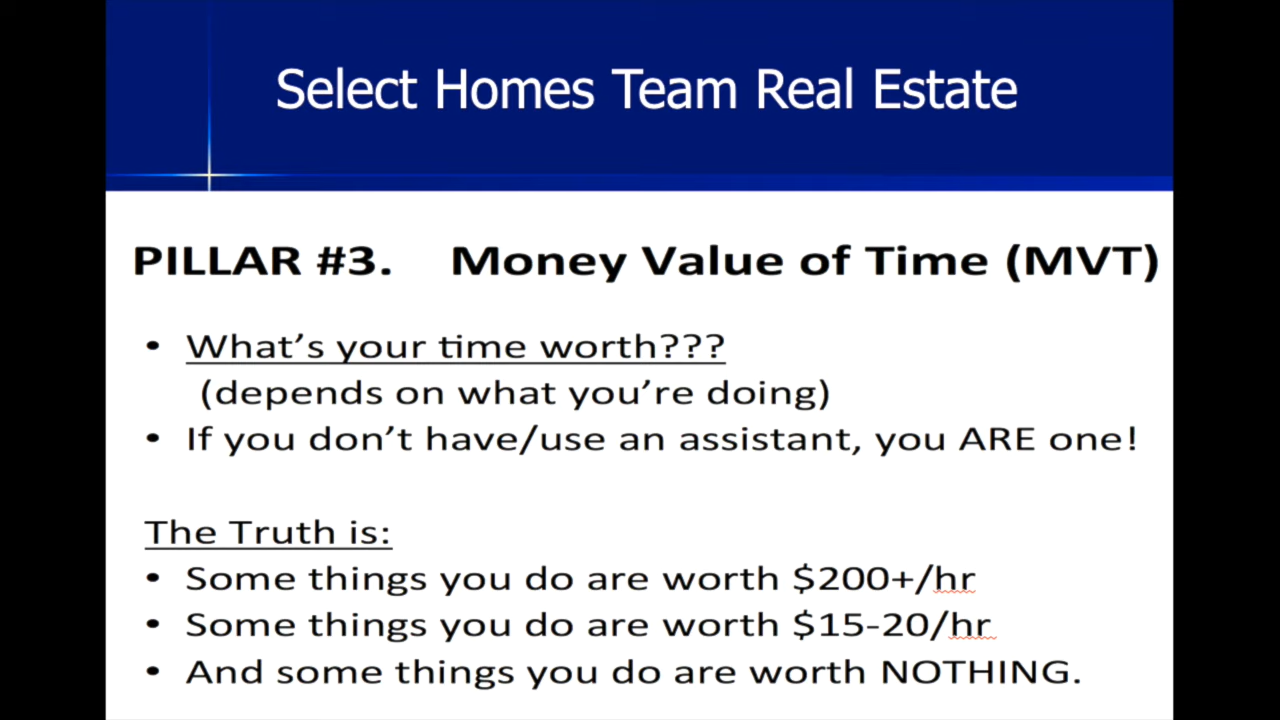 Select Homes Team Real Estate
PILLAR #3. Money Value of Time (MVT)
• What's your time worth???
(depends on what you're doing)
• If you don't have/use an assistant, you ARE one!
The Truth is:
• Some things you do are worth $200+/hr
• Some things you do are worth $15-20/hr
• And some things you do are worth NOTHING.